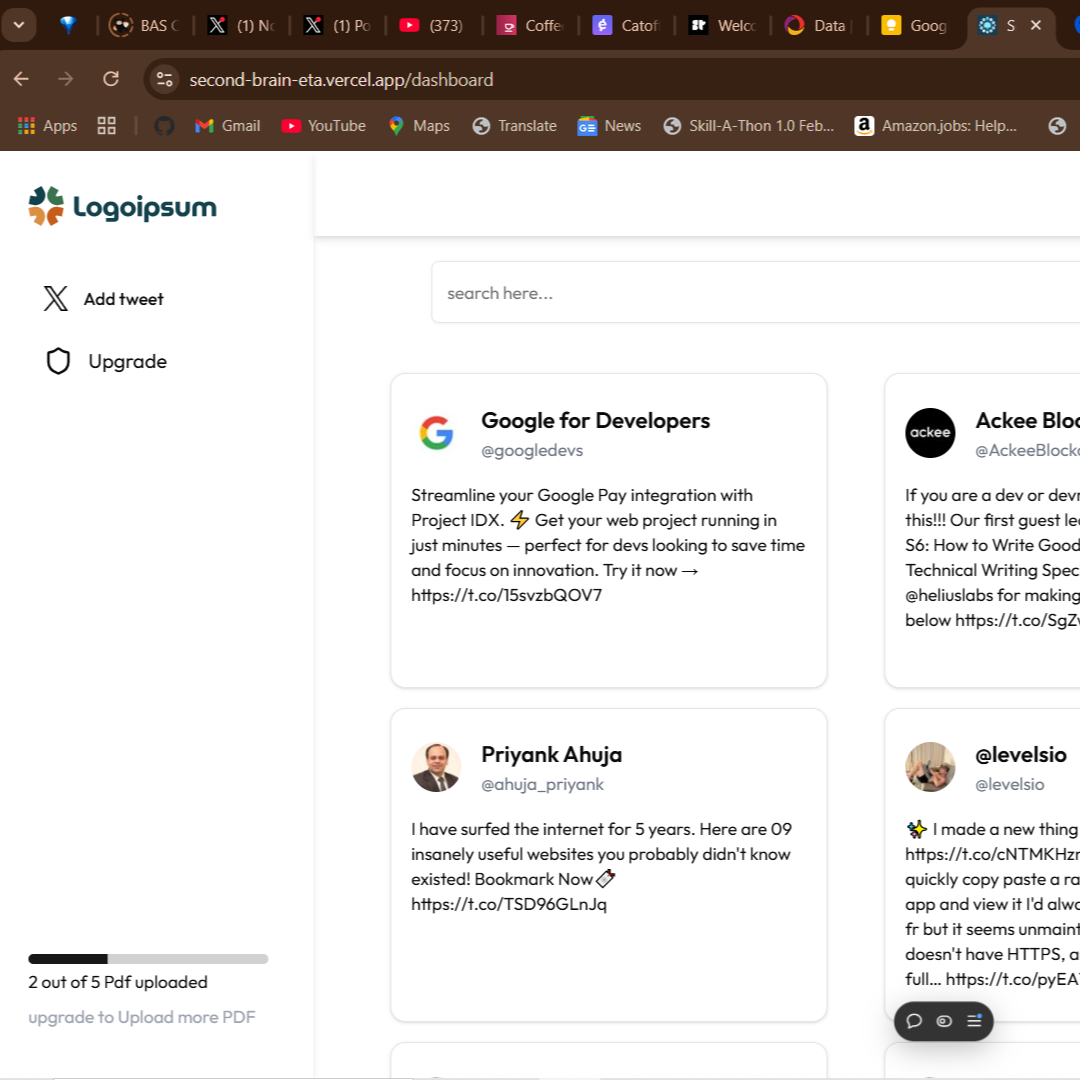 BAS
(1) No
(1) Po
(373)
Coffe
Catof
Welc
Data
Goog
S
second-brain-eta.vercel.app/dashboard
Apps
Gmail
YouTube
Maps
Translate
News
Skill-A-Thon 1.0 Feb...
Amazon.jobs: Help...
Logoipsum
Add tweet
Upgrade
search here...
Google for Developers
@googledevs
Streamline your Google Pay integration with
Project IDX. ⚡ Get your web project running in
just minutes — perfect for devs looking to save time
and focus on innovation. Try it now →
https://t.co/15svzbQOV7
ackee
Ackee Bloc
@AckeeBlock
If you are a dev or dev
this!!! Our first guest le
S6: How to Write Good
Technical Writing Spec
@heliuslabs for making
below https://t.co/SgZ
Priyank Ahuja
@ahuja_priyank
I have surfed the internet for 5 years. Here are 09
insanely useful websites you probably didn't know
existed! Bookmark Now🔖
https://t.co/TSD96GLnJq
@levelsio
@levelsio
✨ I made a new thing
https://t.co/cNTMKHz
quickly copy paste a ra
app and view it I'd alwa
fr but it seems unmaint
doesn't have HTTPS, a
full... https://t.co/pyEA
2 out of 5 Pdf uploaded
upgrade to Upload more PDF